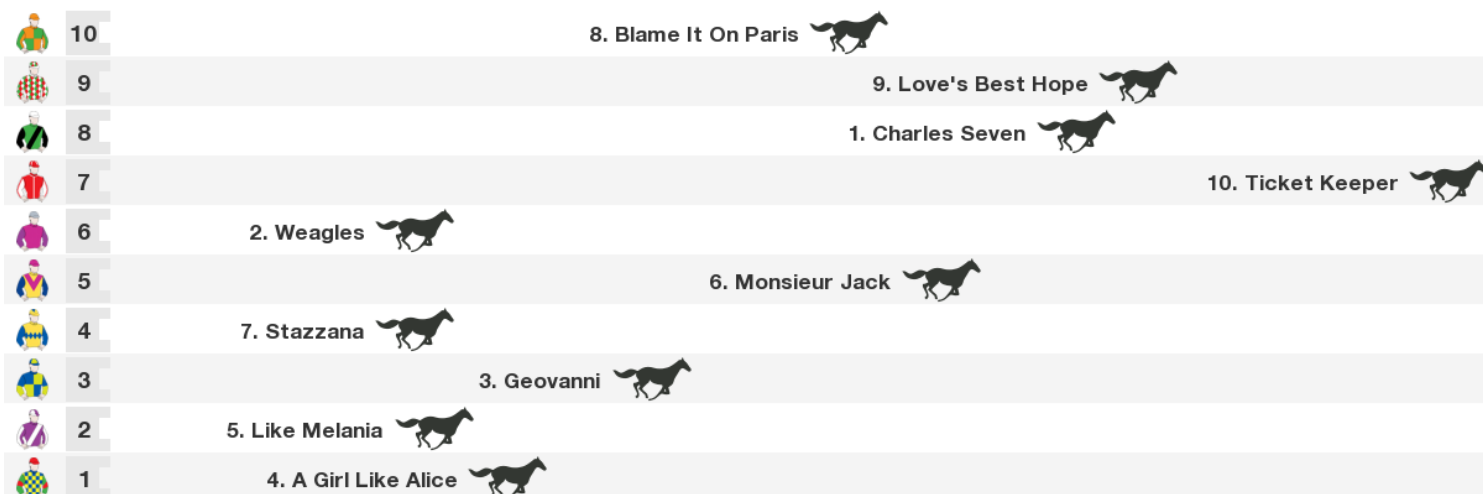 10 8. Blame It On Paris
9 9. Love's Best Hope
8 1. Charles Seven
7 10. Ticket Keeper
6 2. Weagles
5 6. Monsieur Jack
4 7. Stazzana
3 3. Geovanni
2 5. Like Melania
1 4. A Girl Like Alice